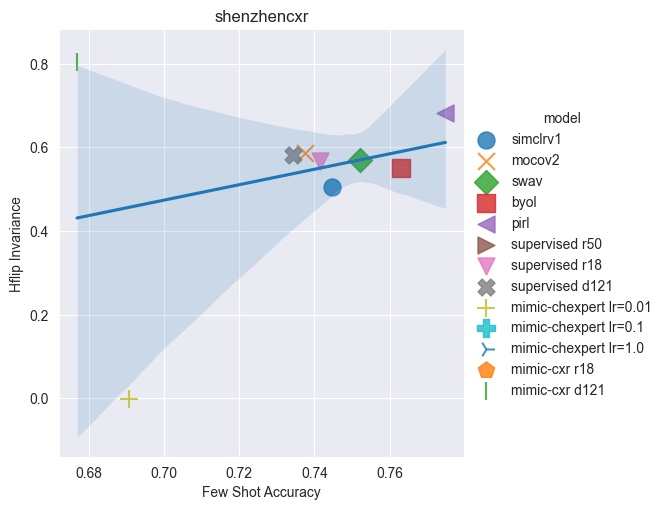 shenzhencxr
0.8
0.6
0.4
0.2
0.0
Hflip Invariance
0.68
0.70
0.72
0.74
0.76
Few Shot Accuracy
model
simclrv1
mocov2
swav
byol
pirl
supervised r50
supervised r18
supervised d121
mimic-chexpert lr=0.01
mimic-chexpert lr=0.1
mimic-chexpert lr=1.0
mimic-cxr r18
mimic-cxr d121